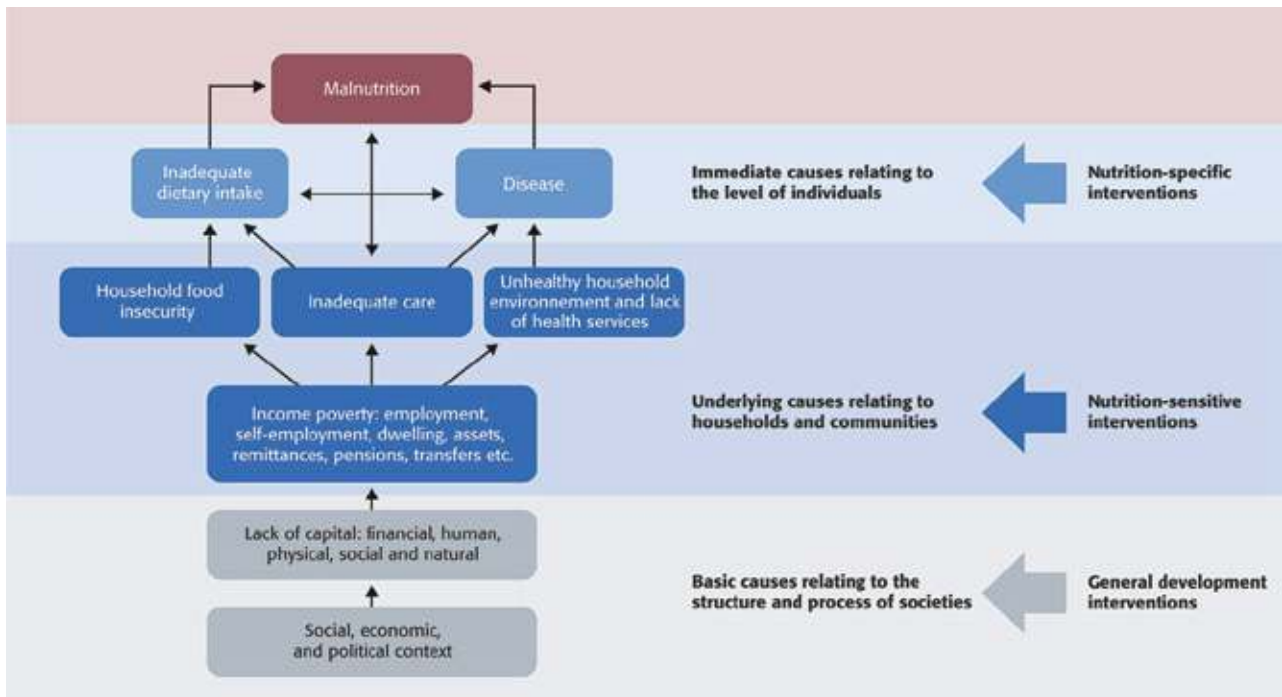 Malnutrition
Inadequate
dietary intake
Disease
Immediate causes relating to
the level of individuals
Nutrition-specific
interventions
Household food
insecurity
Inadequate care
Unhealthy household
environnement and lack
of health services
Income poverty: employment,
self-employment, dwelling, assets,
remittances, pensions, transfers etc.
Underlying causes relating to
households and communities
Nutrition-sensitive
interventions
Lack of capital: financial, human,
physical, social and natural
Social, economic,
and political context
Basic causes relating to the
structure and process of societies
General development
interventions